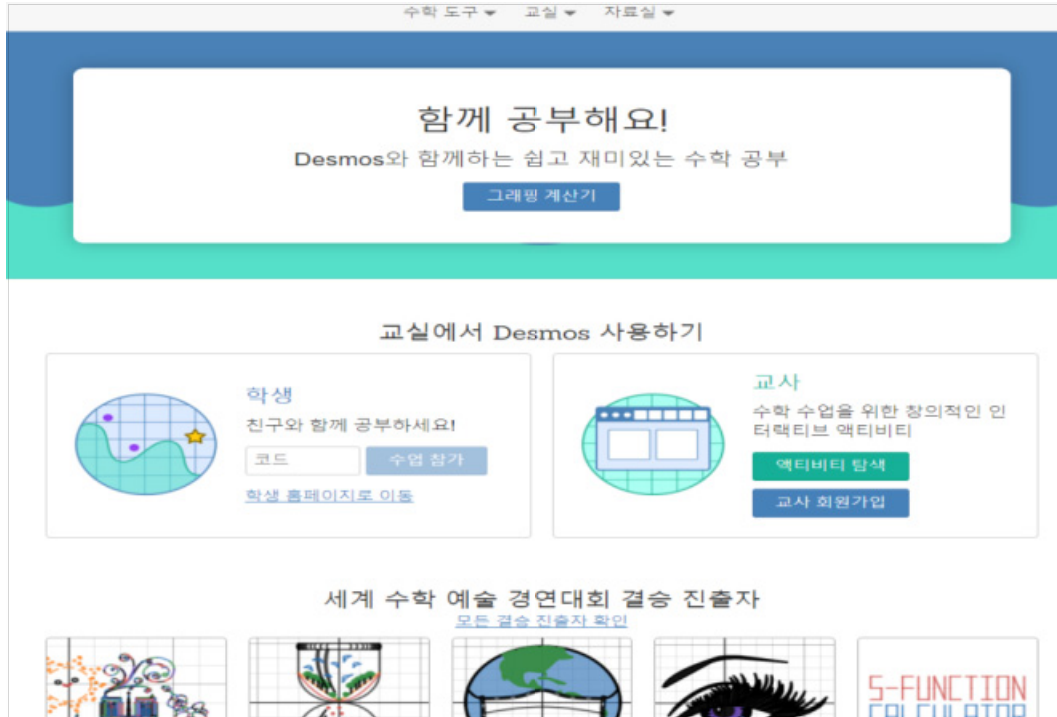 수학 도구 교실 자료실
함께 공부해요!
Desmos와 함께하는 쉽고 재미있는 수학 공부
그래핑 계산기
교실에서 Desmos 사용하기
학생
친구와 함께 공부하세요!
코드 수업 참가
학생 홈페이지로 이동
교사
수학 수업을 위한 창의적인 인
터랙티브 액티비티
액티비티 탐색
교사 회원가입
세계 수학 예술 경연대회 결승 진출자
모든 결승 진출자 확인
S-FUNCTION
CALCULATOR